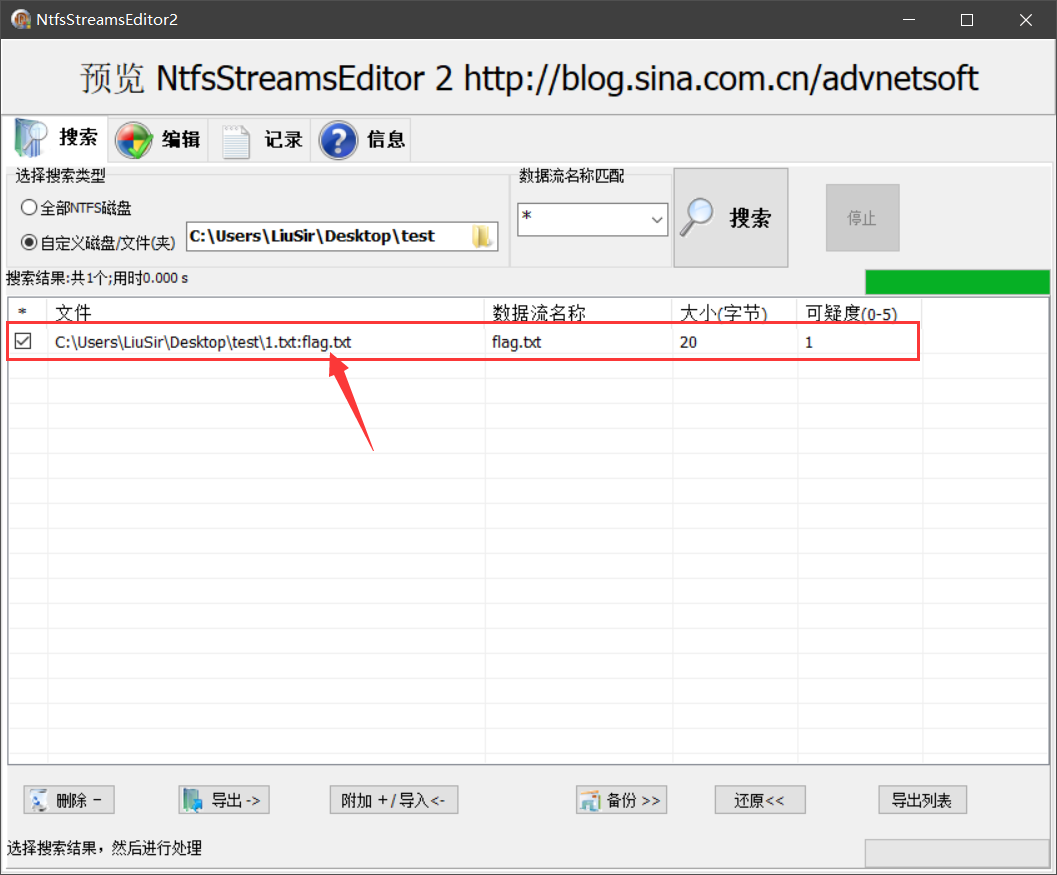 NtfsStreamsEditor2
预览 NtfsStreamsEditor 2 http://blog.sina.com.cn/advnetsoft
搜索 编辑 记录 信息
选择搜索类型 数据流名称匹配
全部NTFS磁盘
自定义磁盘/文件(夹) C:\Users\LiuSir\Desktop\test
*
搜索
停止
搜索结果:共1个;用时0.000 s
* 文件 数据流名称 大小(字节) 可疑度(0-5)
C:\Users\LiuSir\Desktop\test\1.txt:flag.txt flag.txt 20 1
删除 − 导出 -> 附加 + / 导入<- 备份 >> 还原<< 导出列表
选择搜索结果，然后进行处理